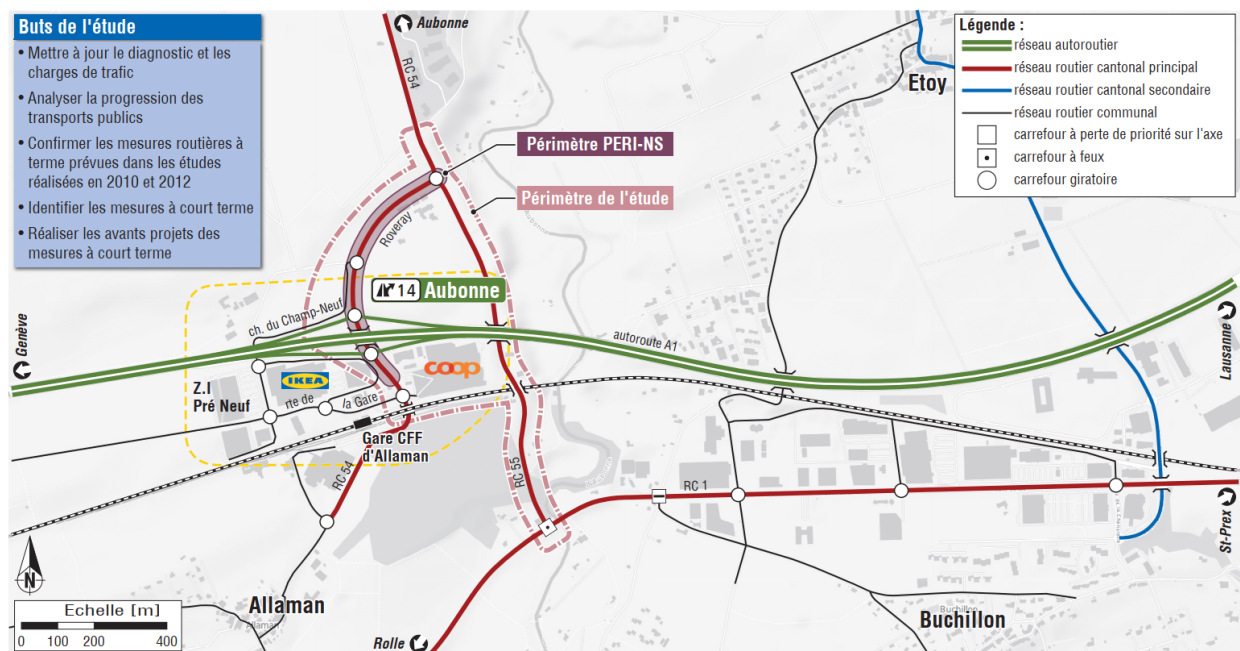 Buts de l'étude
• Mettre à jour le diagnostic et les
charges de trafic
• Analyser la progression des
transports publics
• Confirmer les mesures routières à
terme prévues dans les études
réalisées en 2010 et 2012
• Identifier les mesures à court terme
• Réaliser les avants projets des
mesures à court terme
Aubonne
RC 54
Périmètre PERI-NS
Périmètre de l'étude
Roveray
Aubonne
Etoy
Légende :
réseau autoroutier
réseau routier cantonal principal
réseau routier cantonal secondaire
réseau routier communal
carrefour à perte de priorité sur l'axe
carrefour à feux
carrefour giratoire
14 Aubonne
ch. du Champ-Neuf
Genève
autoroute A1
Lausanne
Z.I
Pré Neuf
IKEA
coop
rte de la Gare
Gare CFF
d'Allaman
RC 54
RC 55
RC 1
St-Prex
N
Echelle [m]
0 100 200 400
Allaman
Allaman
Rolle
Buchillon
Buchillon